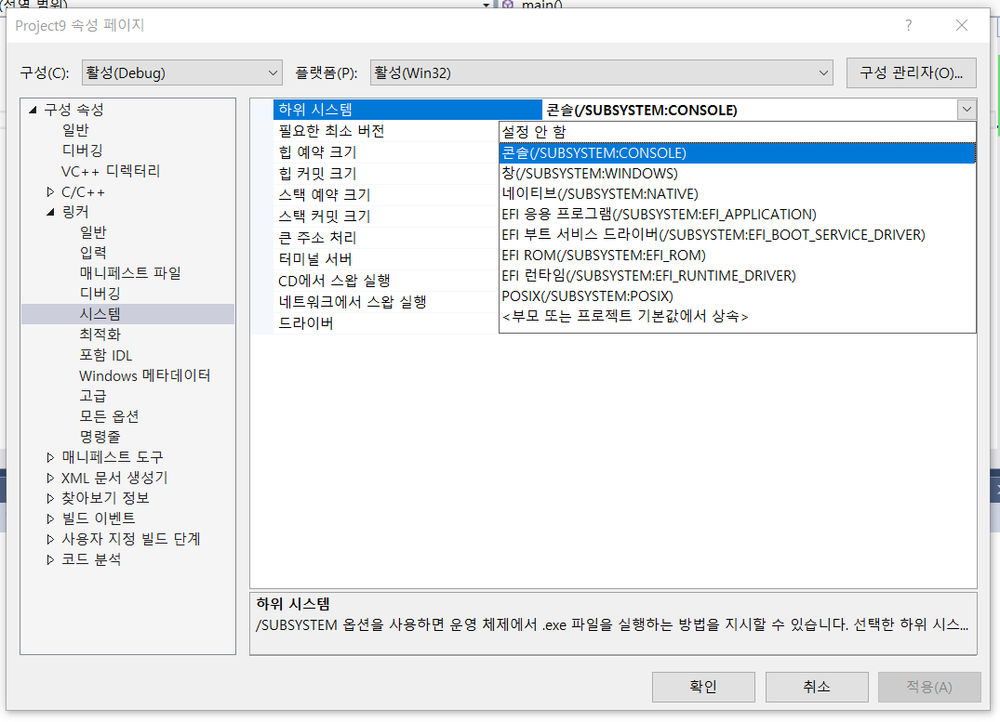 main()
Project9 속성 페이지
?
구성(C):
활성(Debug)
플랫폼(P):
활성(Win32)
구성 관리자(O)...
구성 속성
일반
디버깅
VC++ 디렉터리
C/C++
링커
일반
입력
매니페스트 파일
디버깅
시스템
최적화
포함 IDL
Windows 메타데이터
고급
모든 옵션
명령줄
매니페스트 도구
XML 문서 생성기
찾아보기 정보
빌드 이벤트
사용자 지정 빌드 단계
코드 분석
하위 시스템
콘솔(/SUBSYSTEM:CONSOLE)
필요한 최소 버전
힙 예약 크기
힙 커밋 크기
스택 예약 크기
스택 커밋 크기
큰 주소 처리
터미널 서버
CD에서 스왑 실행
네트워크에서 스왑 실행
드라이버
설정 안 함
콘솔(/SUBSYSTEM:CONSOLE)
창(/SUBSYSTEM:WINDOWS)
네이티브(/SUBSYSTEM:NATIVE)
EFI 응용 프로그램(/SUBSYSTEM:EFI_APPLICATION)
EFI 부트 서비스 드라이버(/SUBSYSTEM:EFI_BOOT_SERVICE_DRIVER)
EFI ROM(/SUBSYSTEM:EFI_ROM)
EFI 런타임(/SUBSYSTEM:EFI_RUNTIME_DRIVER)
POSIX(/SUBSYSTEM:POSIX)
<부모 또는 프로젝트 기본값에서 상속>
하위 시스템
/SUBSYSTEM 옵션을 사용하면 운영 체제에서 .exe 파일을 실행하는 방법을 지시할 수 있습니다. 선택한 하위 시스...
확인
취소
적용(A)